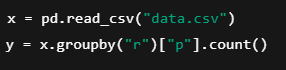 x = pd.read_csv("data.csv")
y = x.groupby("r")["p"].count()